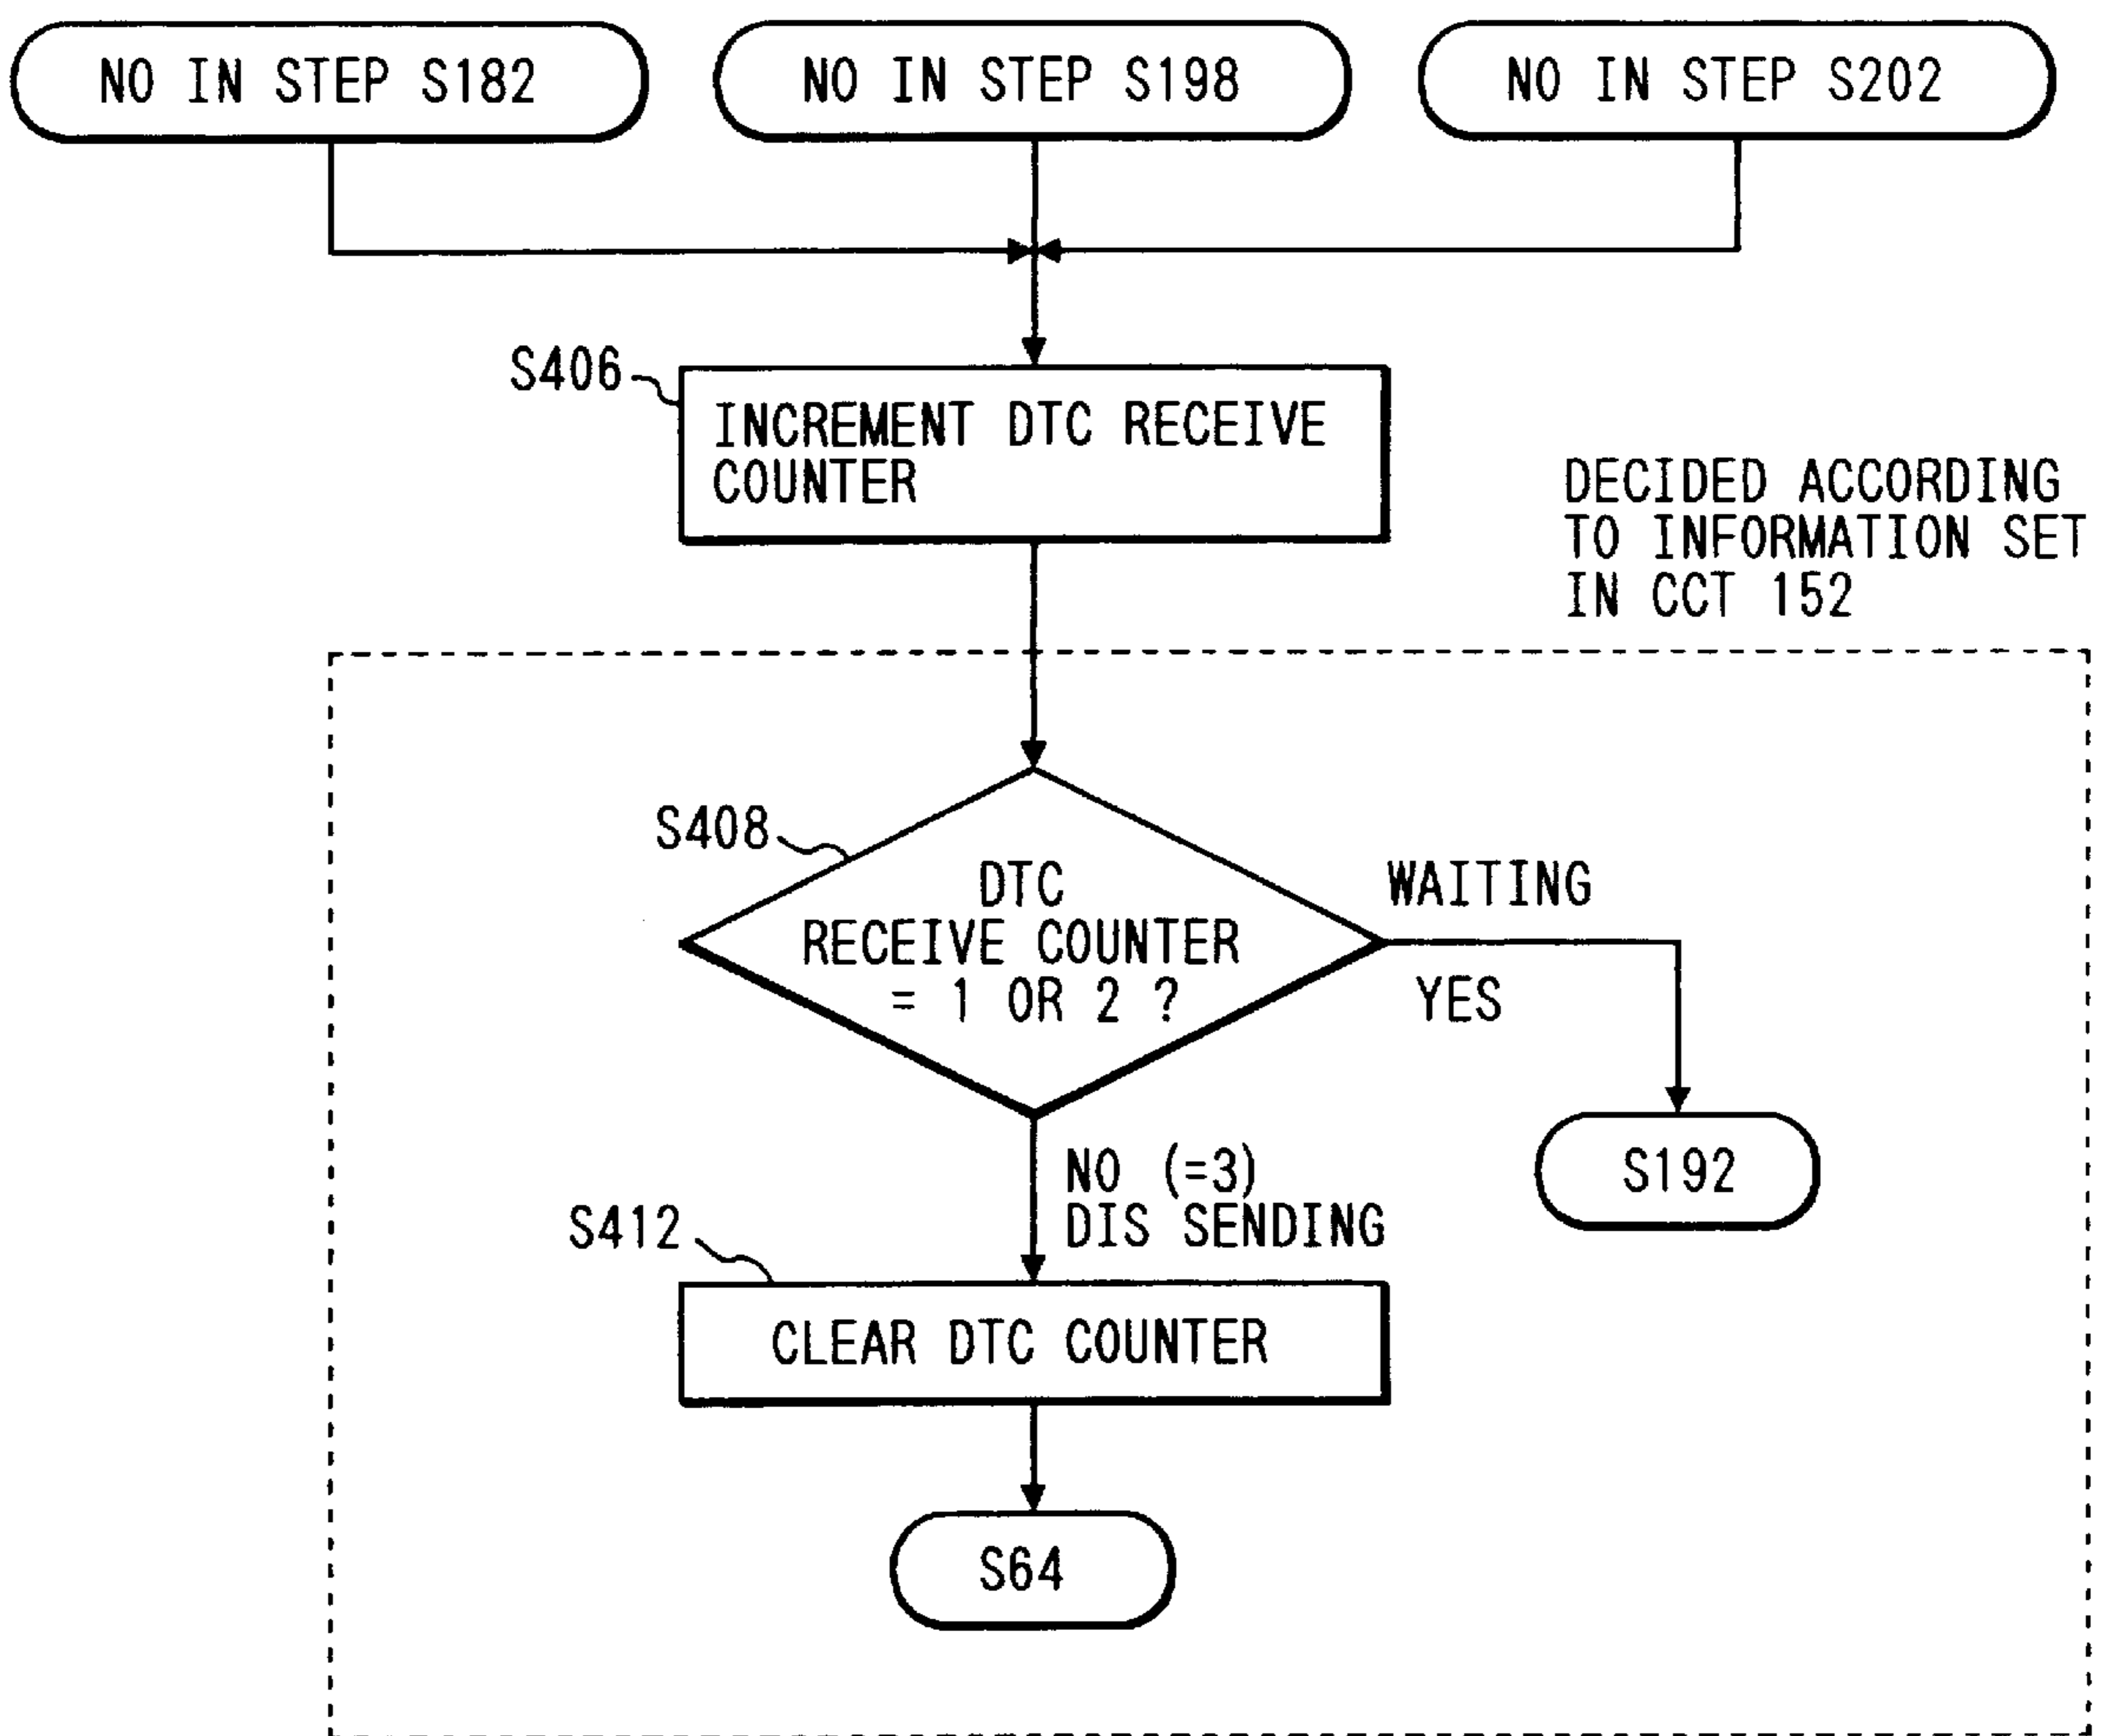 NO IN STEP S182
NO IN STEP S198
NO IN STEP S202
S406
INCREMENT DTC RECEIVE
COUNTER
DECIDED ACCORDING
TO INFORMATION SET
IN CCT 152
S408
DTC
RECEIVE COUNTER
= 1 OR 2 ?
WAITING
YES
S192
NO (=3)
DIS SENDING
S412
CLEAR DTC COUNTER
S64